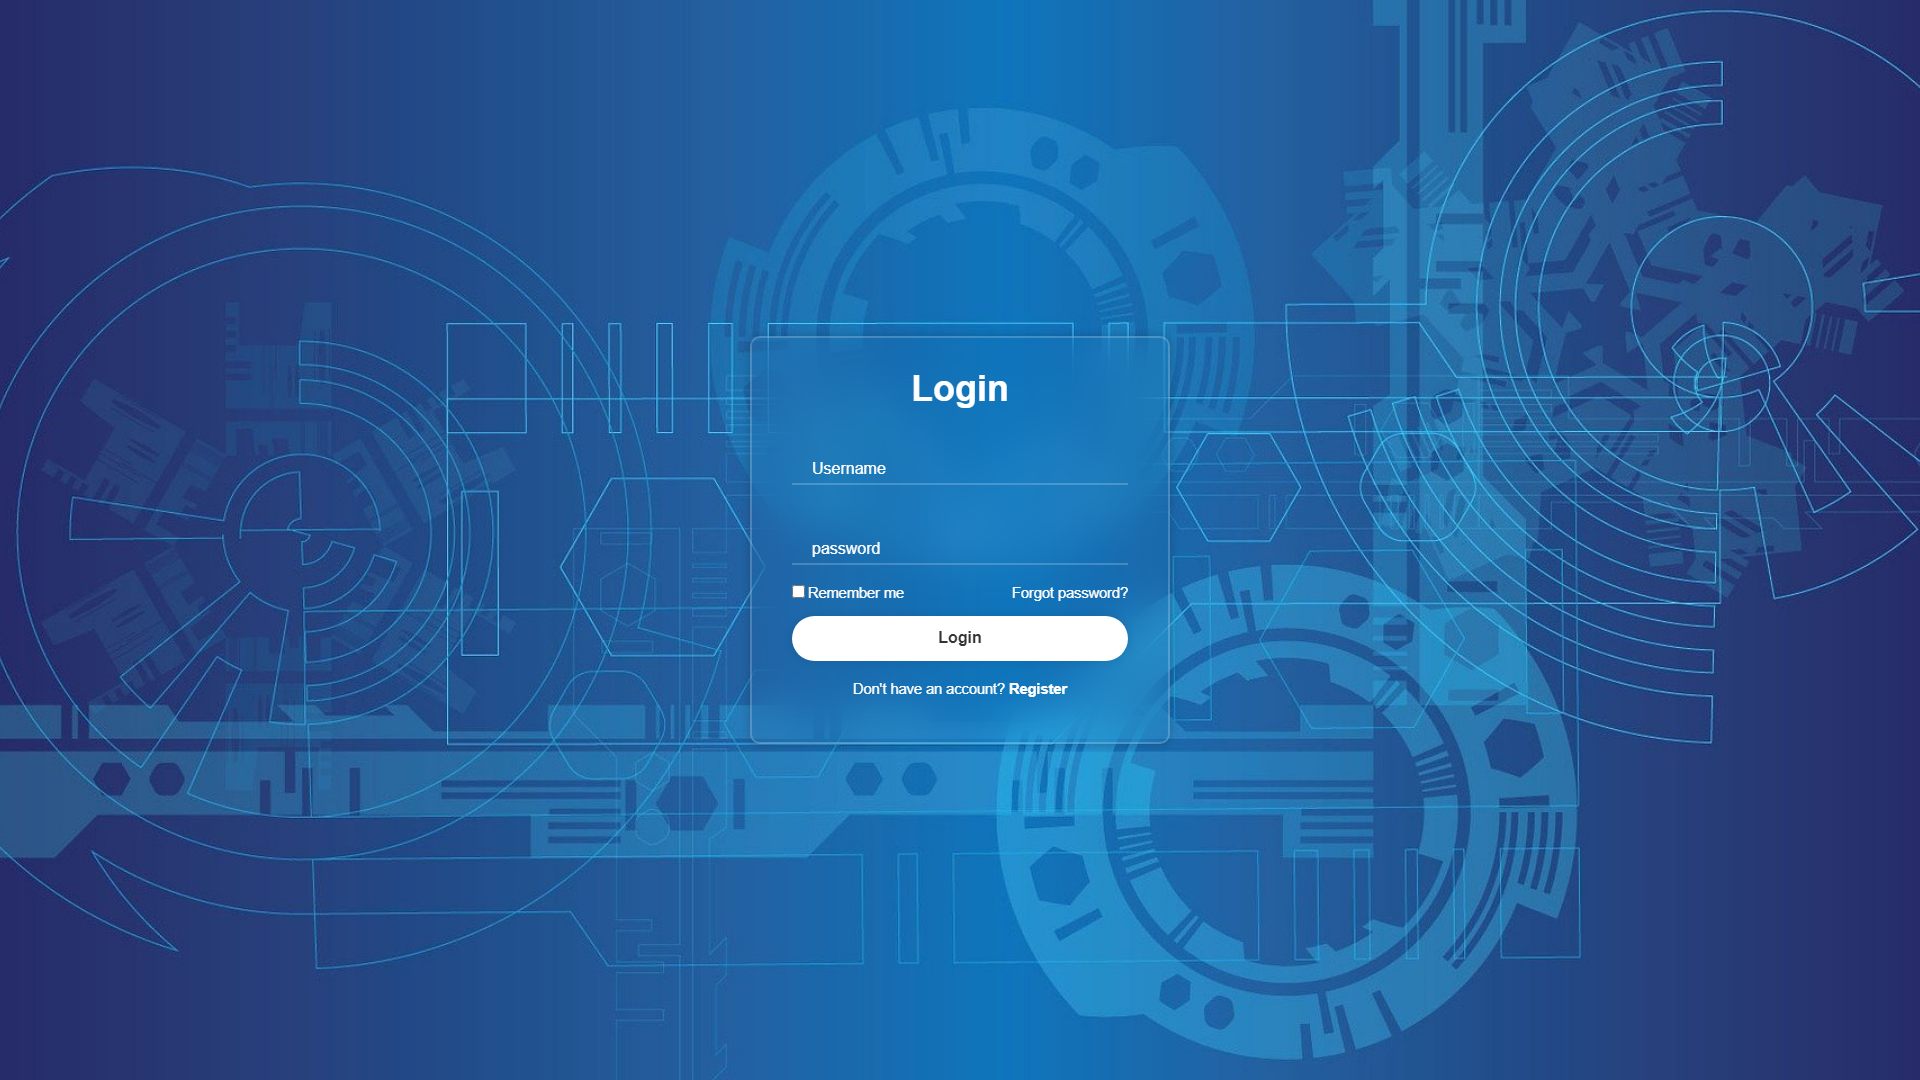 Login
Username
password
Remember me Forgot password?
Login
Don't have an account? Register